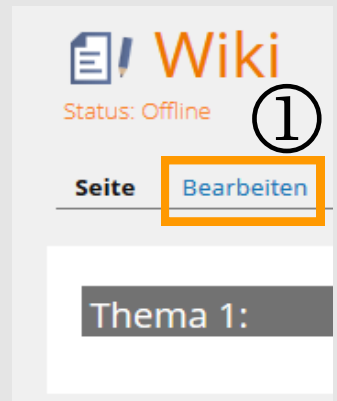 Wiki
Status: Offline
①
Seite Bearbeiten
Thema 1: